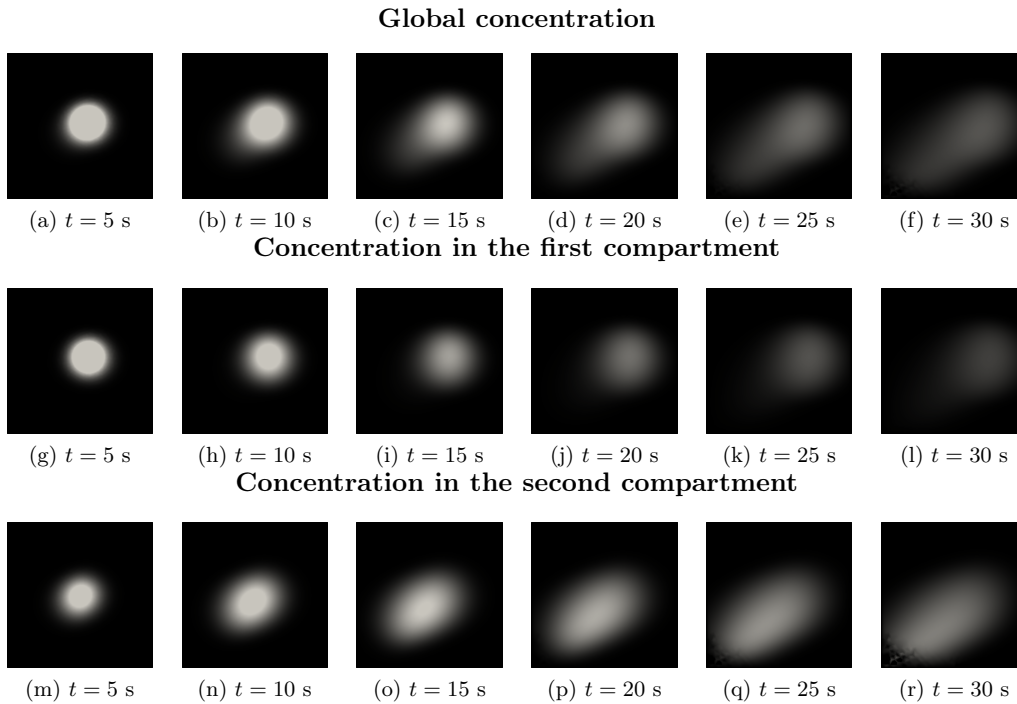 Global concentration
(a) t = 5 s (b) t = 10 s (c) t = 15 s (d) t = 20 s (e) t = 25 s (f) t = 30 s
Concentration in the first compartment
(g) t = 5 s (h) t = 10 s (i) t = 15 s (j) t = 20 s (k) t = 25 s (l) t = 30 s
Concentration in the second compartment
(m) t = 5 s (n) t = 10 s (o) t = 15 s (p) t = 20 s (q) t = 25 s (r) t = 30 s